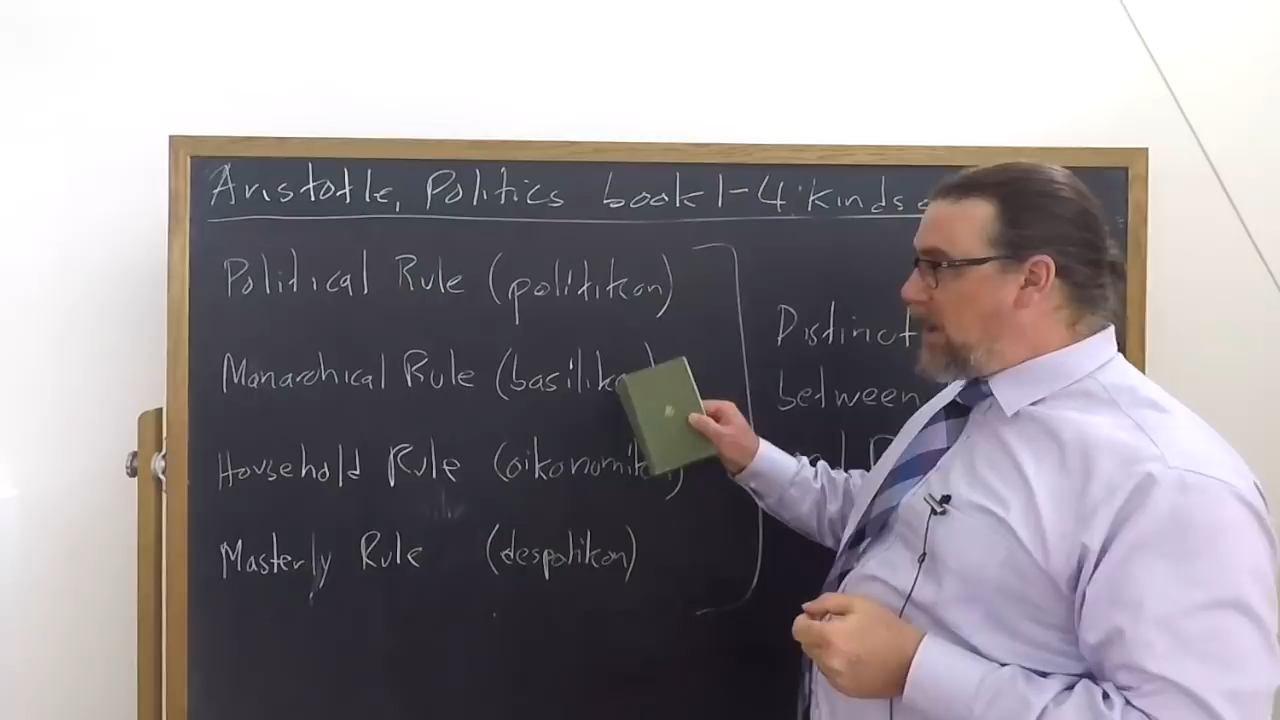 Aristotle, Politics book 1 - 4 kinds
Political Rule (politikon)
Monarchical Rule (basiliko
Household Rule (oikonomik
Masterly Rule (despotikon)
Distinct
between